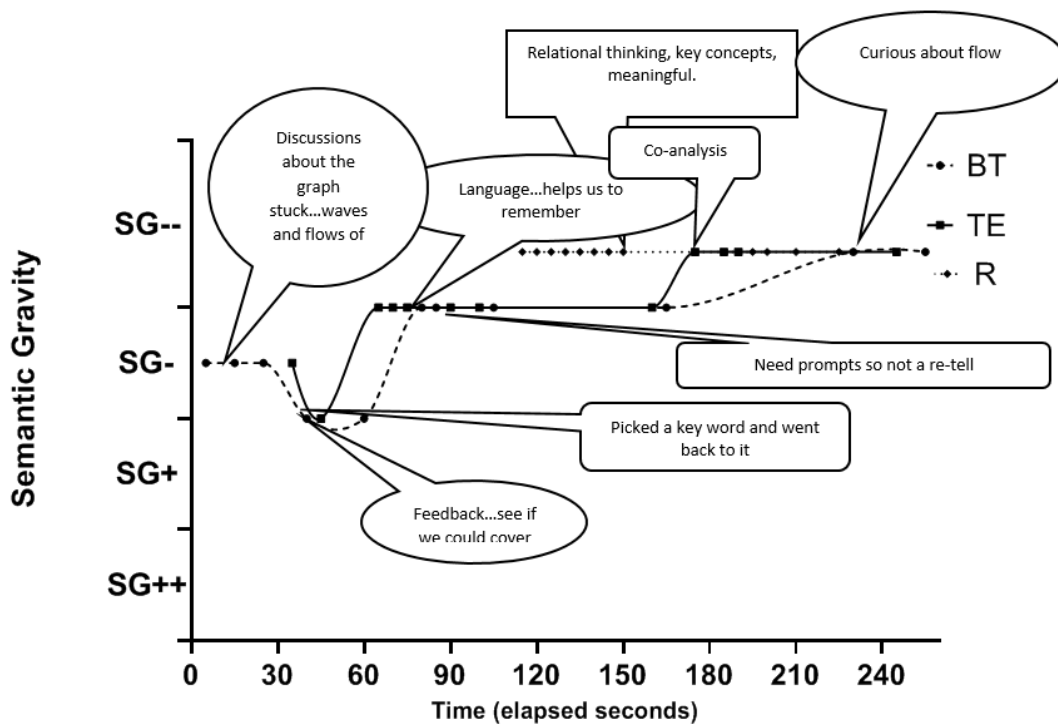 Relational thinking, key concepts,
meaningful.
Curious about flow
Discussions
about the
graph
stuck...waves
and flows of
Co-analysis
Language...helps us to
remember
BT
TE
R
SG--
SG-
SG+
SG++
Semantic Gravity
Need prompts so not a re-tell
Picked a key word and went
back to it
Feedback...see if
we could cover
0 30 60 90 120 150 180 210 240
Time (elapsed seconds)